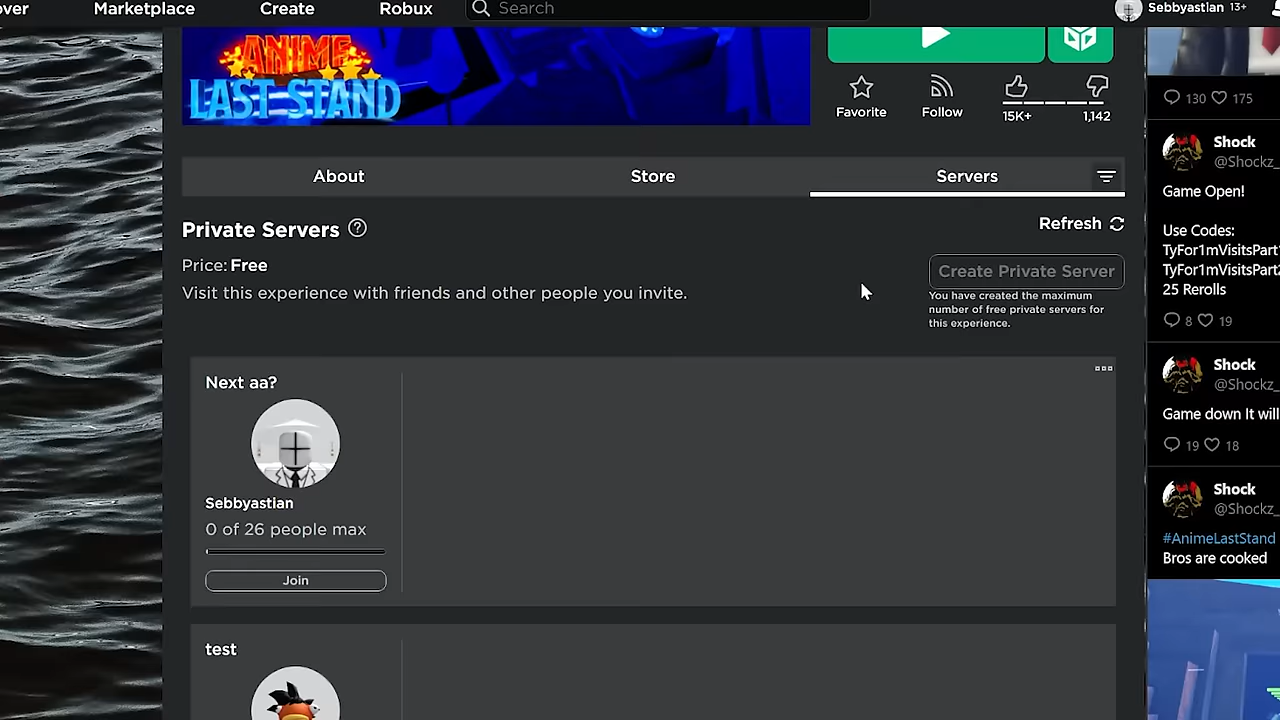 over
Marketplace
Create
Robux
Search
Sebbyastian 13+
ANIME
LAST STAND
Favorite
Follow
15K+
1,142
About
Store
Servers
Private Servers
Refresh
Price: Free
Create Private Server
Visit this experience with friends and other people you invite.
You have created the maximum
number of free private servers for
this experience.
Next aa?
Sebbyastian
0 of 26 people max
Join
test
130 175
Shock
@Shockz_
Game Open!
Use Codes:
TyFor1mVisitsPart
TyFor1mVisitsPart
25 Rerolls
8 19
Shock
@Shockz_
Game down It will
19 18
Shock
@Shockz_
#AnimeLastStand
Bros are cooked